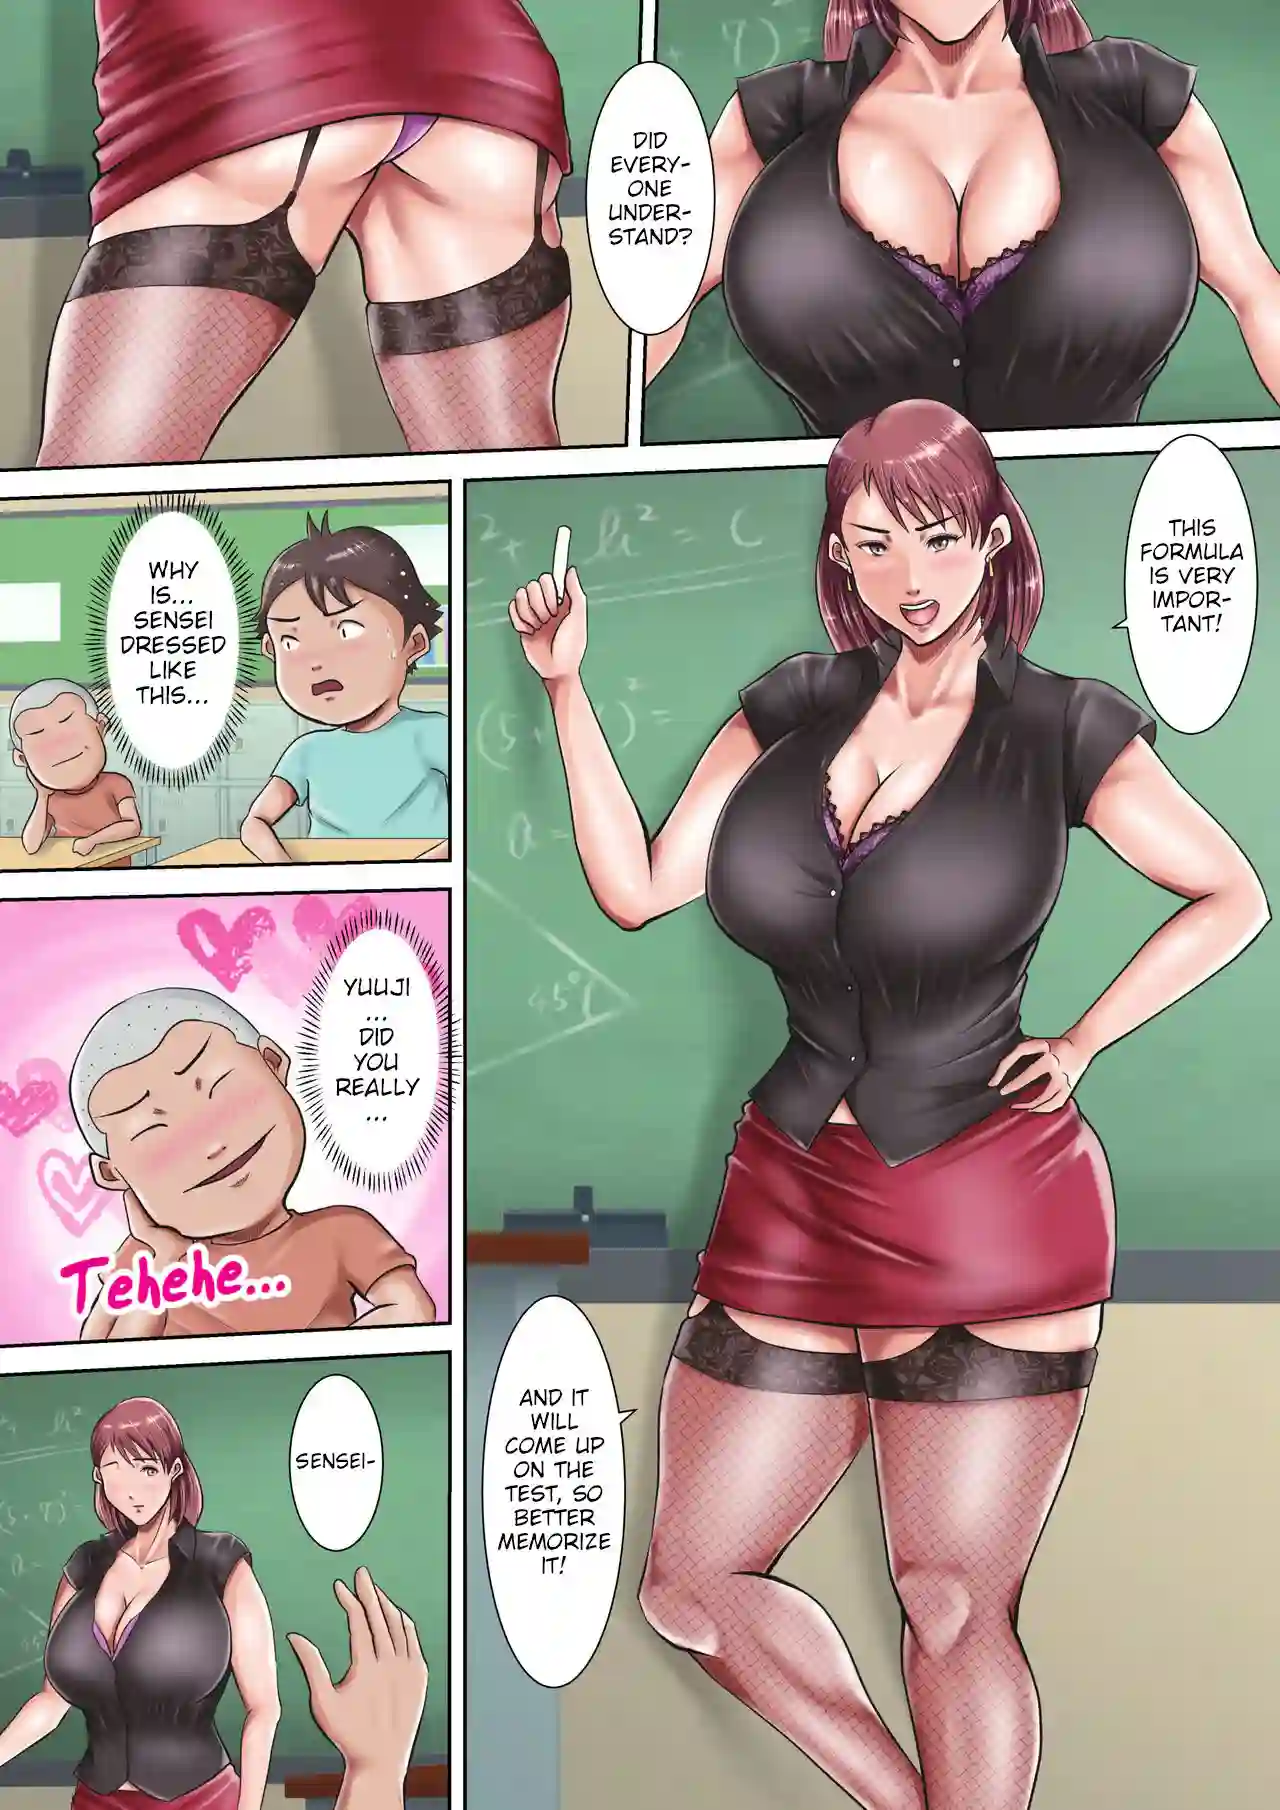 DID
EVERY-
ONE
UNDER-
STAND?
THIS
FORMULA
IS VERY
IMPOR-
TANT!
WHY
IS...
SENSEI
DRESSED
LIKE
THIS...
YUUJI
...
DID
YOU
REALLY
...
Tehehe...
AND IT
WILL
COME UP
ON THE
TEST, SO
BETTER
MEMORIZE
IT!
SENSEI-
45°